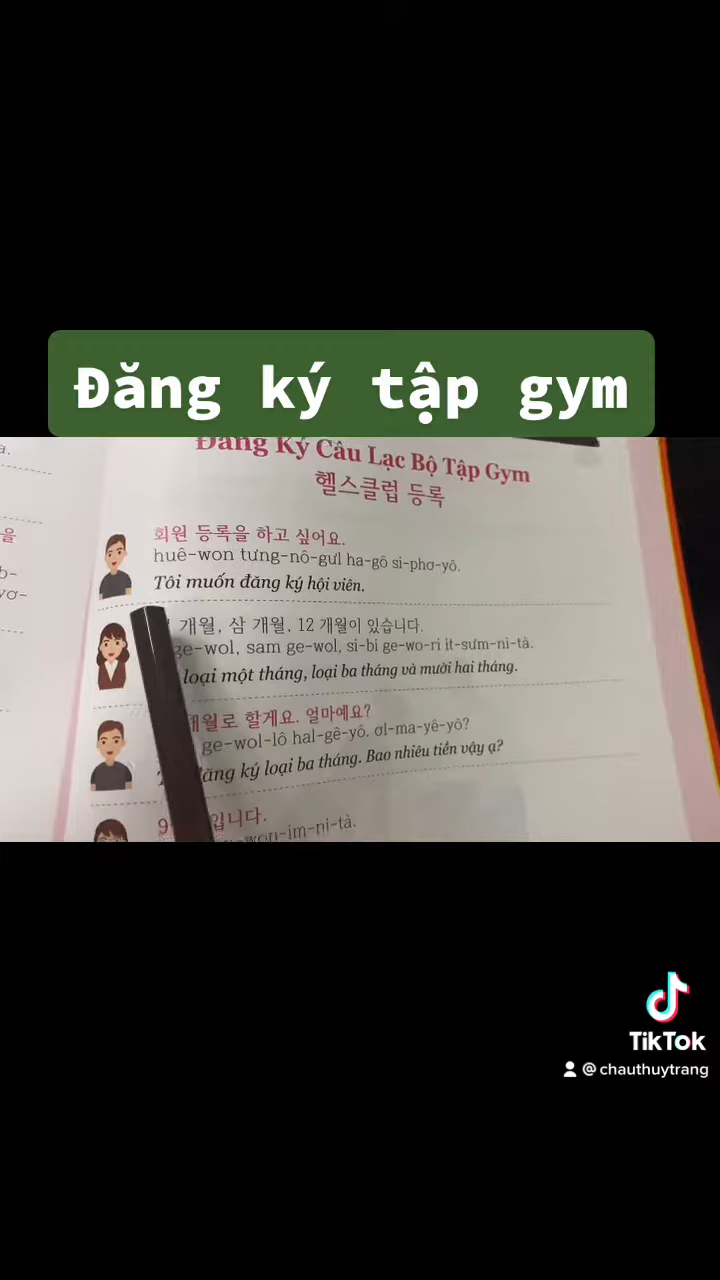 Đăng ký tập gym
Đăng Ký Câu Lạc Bộ Tập Gym
헬스클럽 등록
회원 등록을 하고 싶어요.
huê-won tưng-nô-gưl ha-gô si-phơ-yô.
Tôi muốn đăng ký hội viên.
개월, 삼 개월, 12 개월이 있습니다.
ge-wol, sam ge-wol, si-bi ge-wo-ri ìt-sưm-ni-tà.
loại một tháng, loại ba tháng và mười hai tháng.
개월로 할게요. 얼마예요?
ge-wol-lô hal-gê-yô. ơl-ma-yê-yô?
đăng ký loại ba tháng. Bao nhiêu tiền vậy ạ?
입니다.
won-im-ni-tà.
을
TikTok
@chauthuytrang